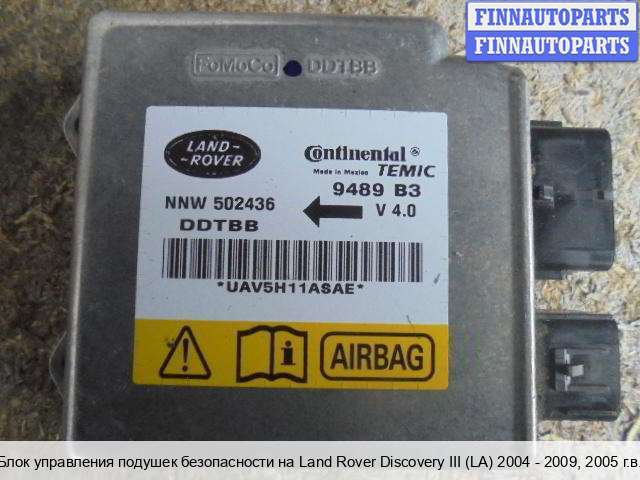 FINNAUTOPARTS
FINNAUTOPARTS
FoMoCo DDTBB
LAND-
-ROVER
Continental
Made in Mexico TEMIC
9489 B3
NNW 502436
V 4.0
DDTBB
*UAV5H11ASAE*
AIRBAG
Блок управления подушек безопасности на Land Rover Discovery III (LA) 2004 - 2009, 2005 г.в.